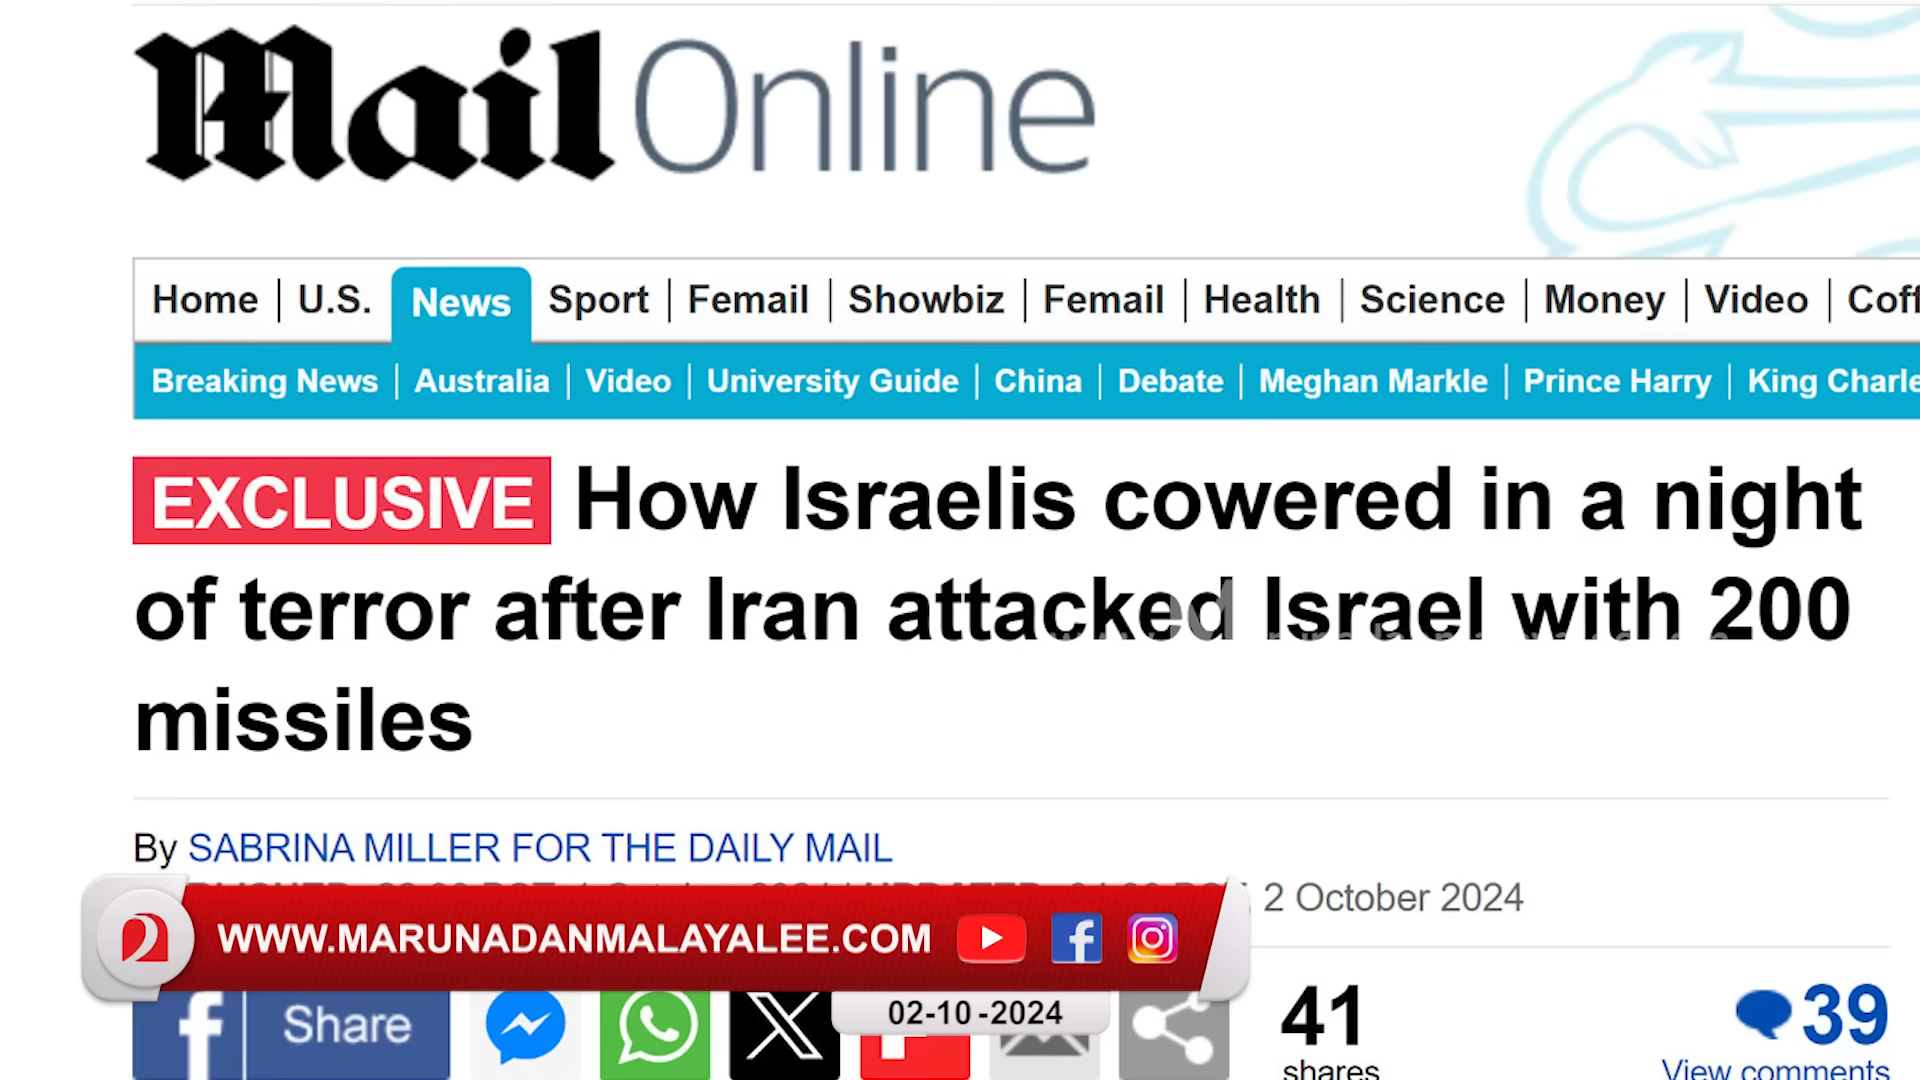 Mail Online
Home | U.S. News Sport | Femail | Showbiz | Femail | Health | Science | Money | Video | Coff
Breaking News | Australia | Video | University Guide | China | Debate | Meghan Markle | Prince Harry | King Charle
EXCLUSIVE How Israelis cowered in a night
of terror after Iran attacked Israel with 200
missiles
By SABRINA MILLER FOR THE DAILY MAIL
2 October 2024
WWW.MARUNADANMALAYALEE.COM
Share
02-10-2024
41
shares
39
View comments